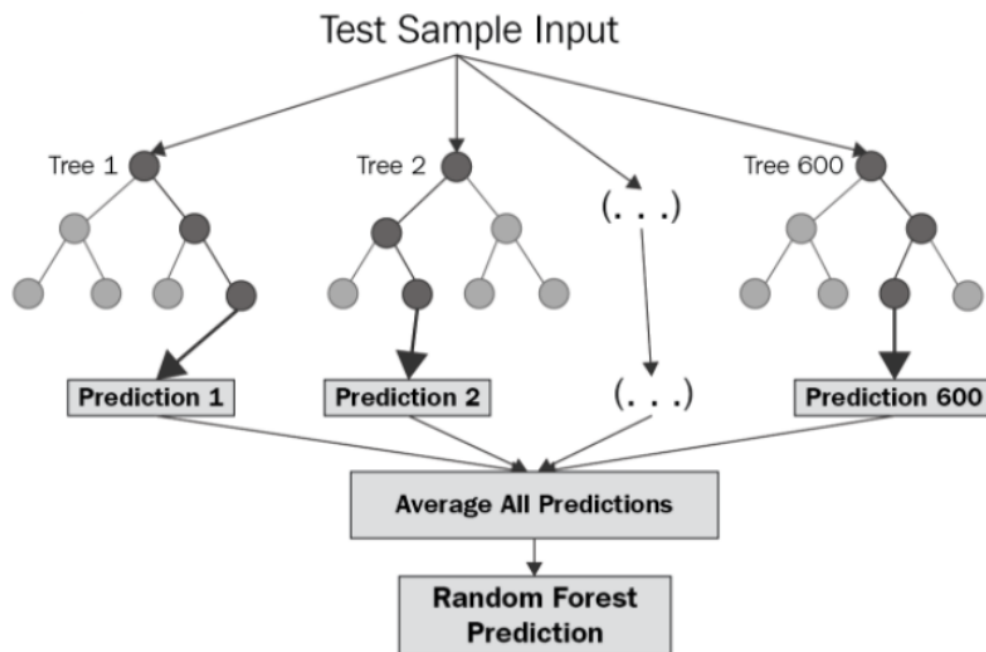 Test Sample Input
Tree 1
Tree 2
Tree 600
(. . .)
Prediction 1
Prediction 2
(. . .)
Prediction 600
Average All Predictions
Random Forest
Prediction